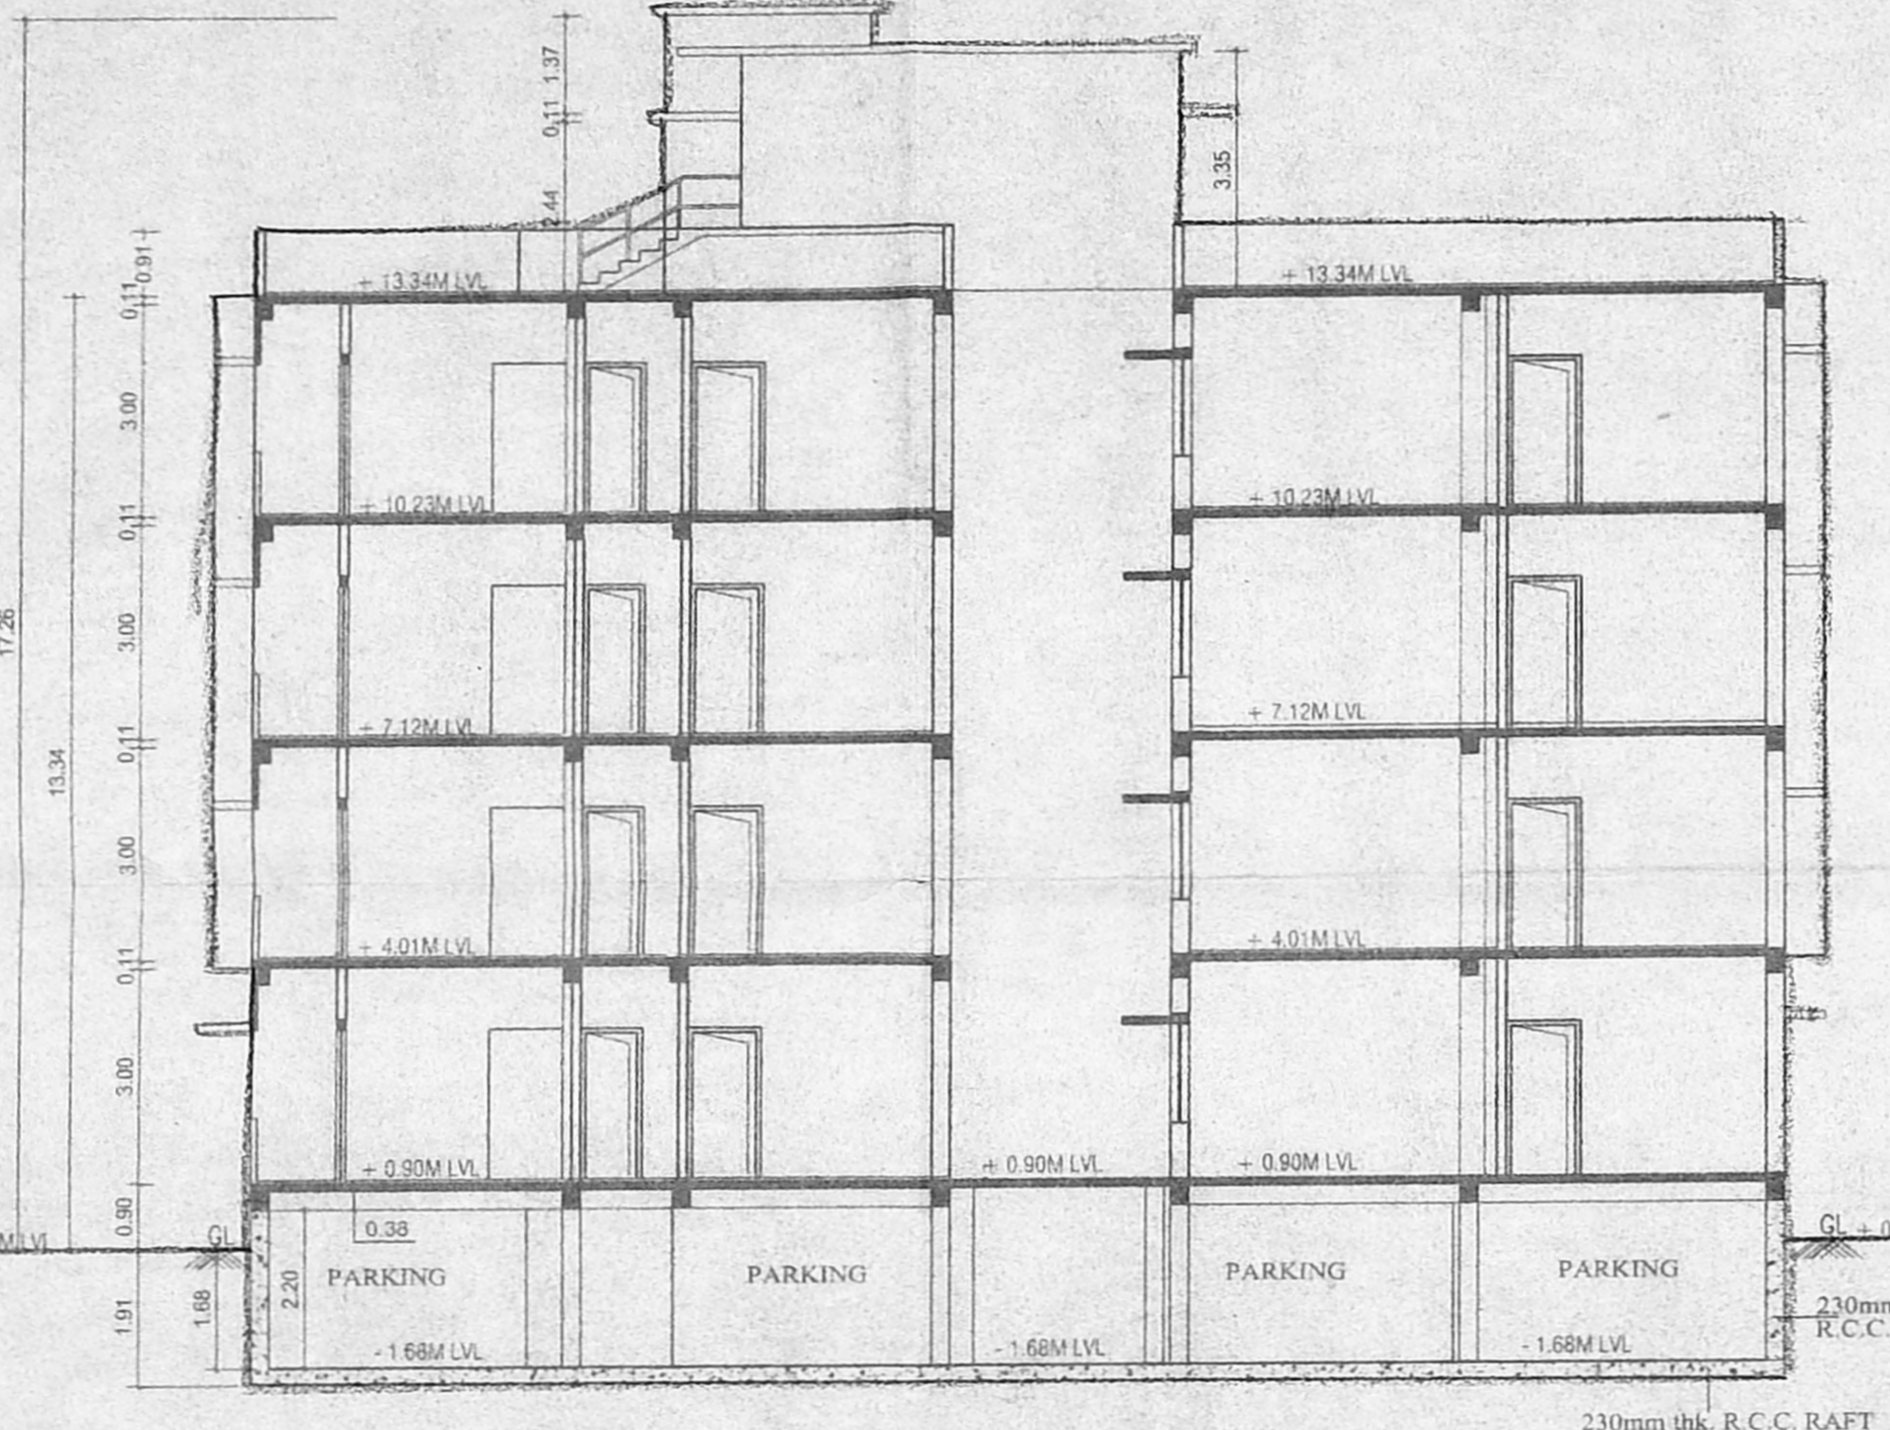 1.37
0.11
2.44
3.35
0.91
0.11
+ 13.34M LVL
+ 13.34M LVL
3.00
+ 10.23M LVL
+ 10.23M LVL
0.11
17.26
3.00
+ 7.12M LVL
+ 7.12M LVL
0.11
13.34
3.00
+ 4.01M LVL
+ 4.01M LVL
0.11
3.00
+ 0.90M LVL
+ 0.90M LVL
+ 0.90M LVL
0.90
0.38
M LVL
GL
GL + 0
PARKING
PARKING
PARKING
PARKING
2.20
1.68
1.91
230mm
R.C.C.
- 1.68M LVL
- 1.68M LVL
- 1.68M LVL
230mm thk. R.C.C. RAFT